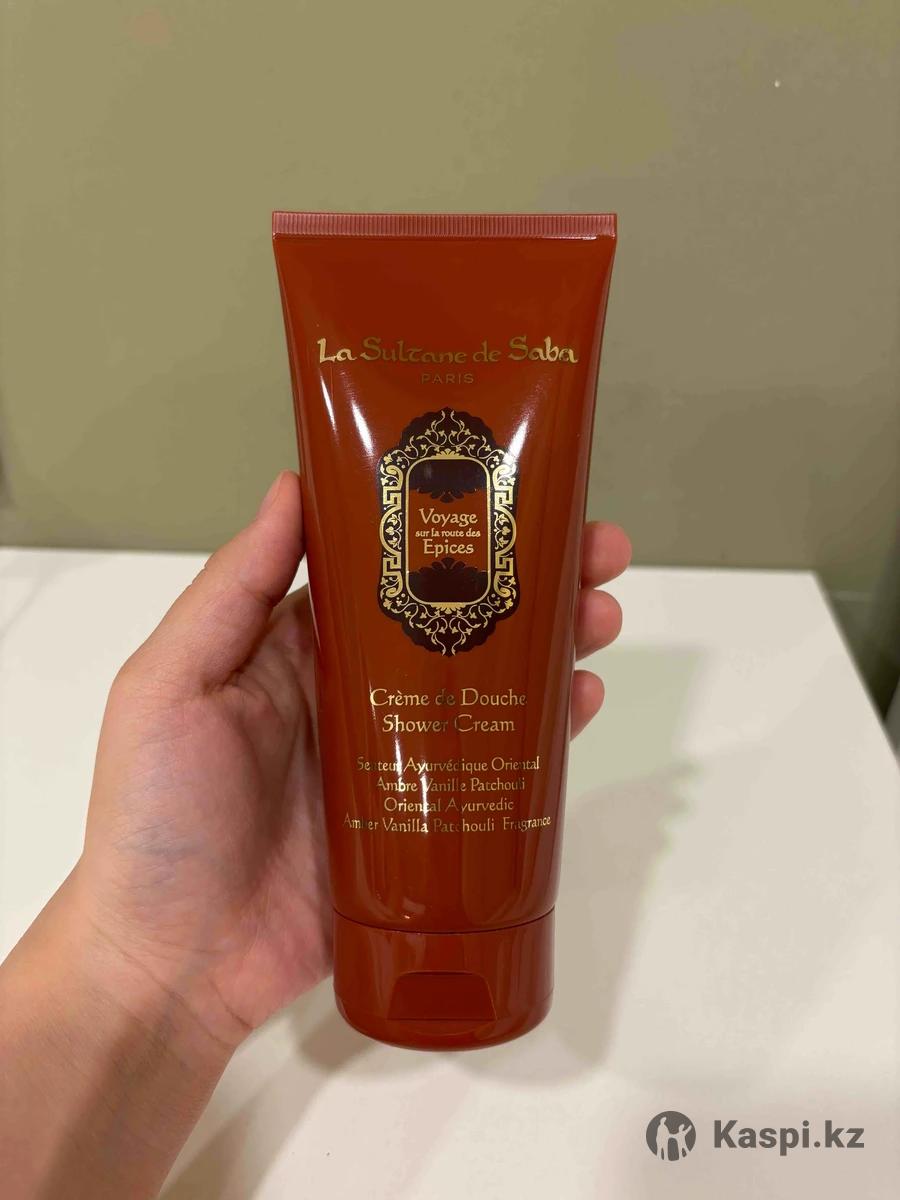 La Sultane de Saba
PARIS
Voyage
sur la route des
Epices
Crème de Douche
Shower Cream
Senteur Ayurvédique Oriental
Ambre Vanille Patchouli
Oriental Ayurvedic
Amber Vanilla Patchouli Fragrance
Kaspi.kz